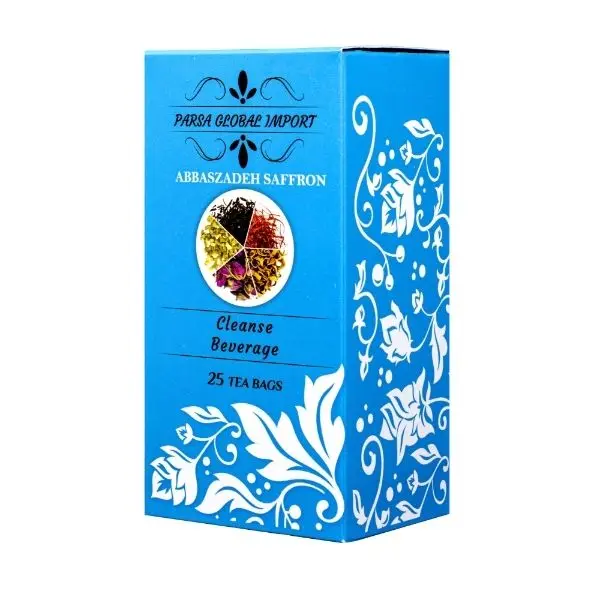 PARSA GLOBAL IMPORT
ABBASZADEH SAFFRON
Cleanse
Beverage
25 TEA BAGS